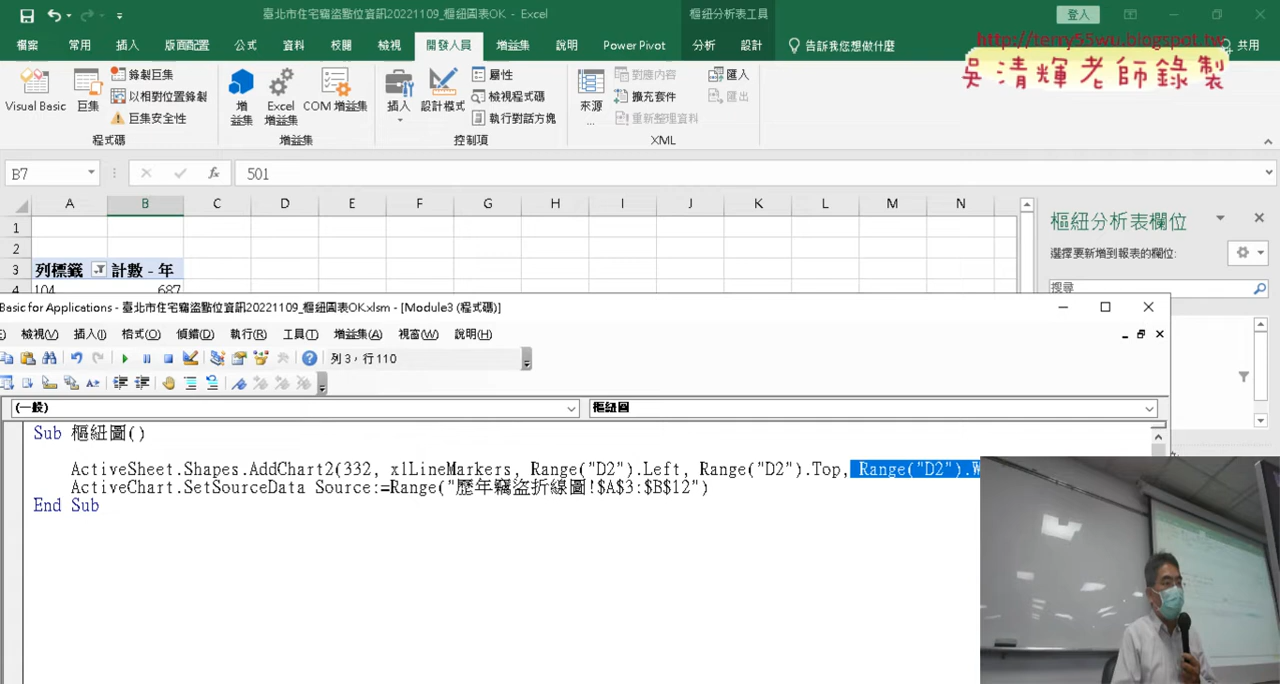 臺北市住宅竊盜點位資訊20221109_樞紐圖表OK - Excel
樞紐分析表工具
登入
檔案 常用 插入 版面配置 公式 資料 校閱 檢視 開發人員 增益集 說明 Power Pivot 分析 設計 告訴我您想做什麼 共用
http://terry55wu.blogspot.tw
吳清輝老師錄製
Visual Basic 巨集 錄製巨集 以相對位置錄製 巨集安全性
增益集 Excel 增益集 COM 增益集
插入 設計模式 屬性 檢視程式碼 執行對話方塊
來源... 對應內容 擴充套件 重新整理資料 匯入 匯出
程式碼 增益集 控制項 XML
B7 fx 501
A B C D E F G H I J K L M N
1
2
3 列標籤 計數 - 年
4 104 687
樞紐分析表欄位
選擇要新增到報表的欄位:
搜尋
Basic for Applications - 臺北市住宅竊盜點位資訊20221109_樞紐圖表OK.xlsm - [Module3 (程式碼)]
檢視(V) 插入(I) 格式(O) 偵錯(D) 執行(R) 工具(T) 增益集(A) 視窗(W) 說明(H)
列 3，行 110
(一般) 樞紐圖
Sub 樞紐圖()
ActiveSheet.Shapes.AddChart2(332, xlLineMarkers, Range("D2").Left, Range("D2").Top, Range("D2").W
ActiveChart.SetSourceData Source:=Range("歷年竊盜折線圖!$A$3:$B$12")
End Sub